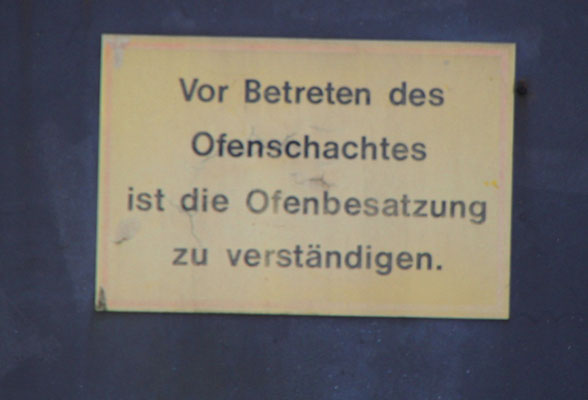 Vor Betreten des
Ofenschachtes
ist die Ofenbesatzung
zu verständigen.